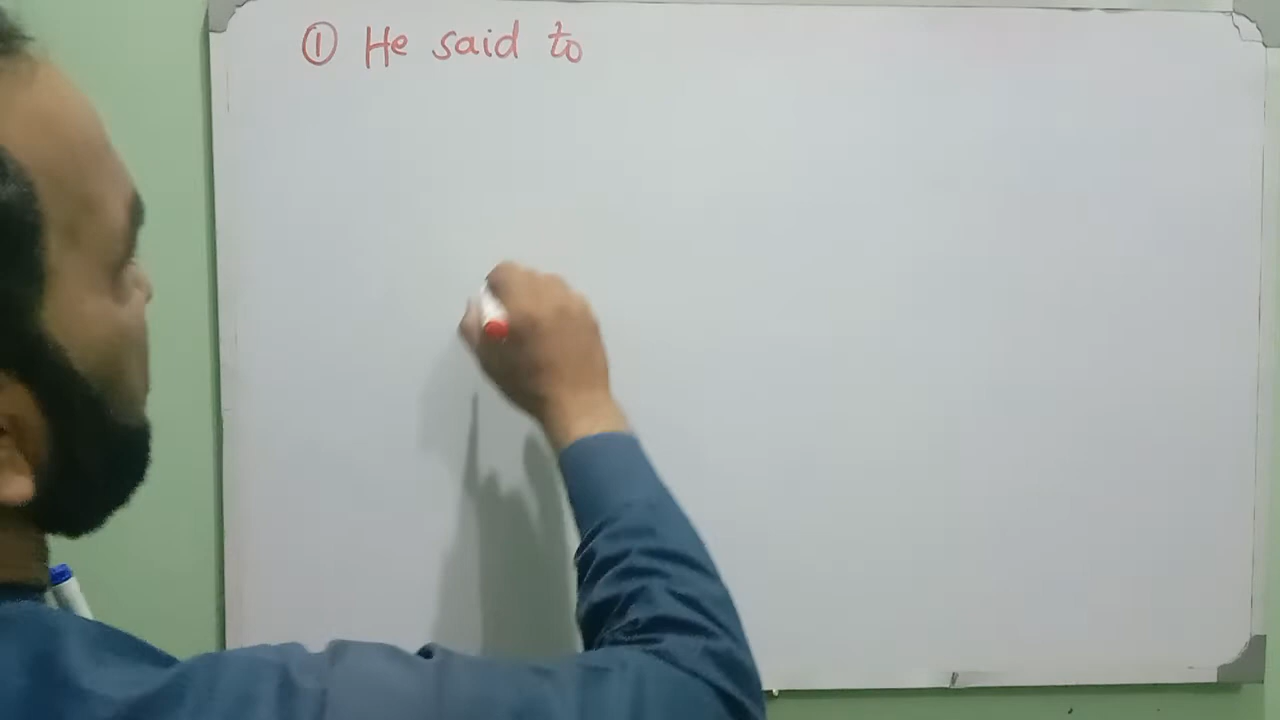 ① He said to